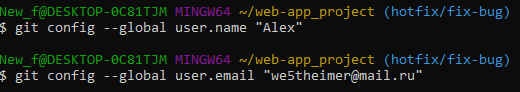 New_f@DESKTOP-0C81TJM MINGW64 ~/web-app_project (hotfix/fix-bug)
$ git config --global user.name "Alex"
New_f@DESKTOP-0C81TJM MINGW64 ~/web-app_project (hotfix/fix-bug)
$ git config --global user.email "we5theimer@mail.ru"